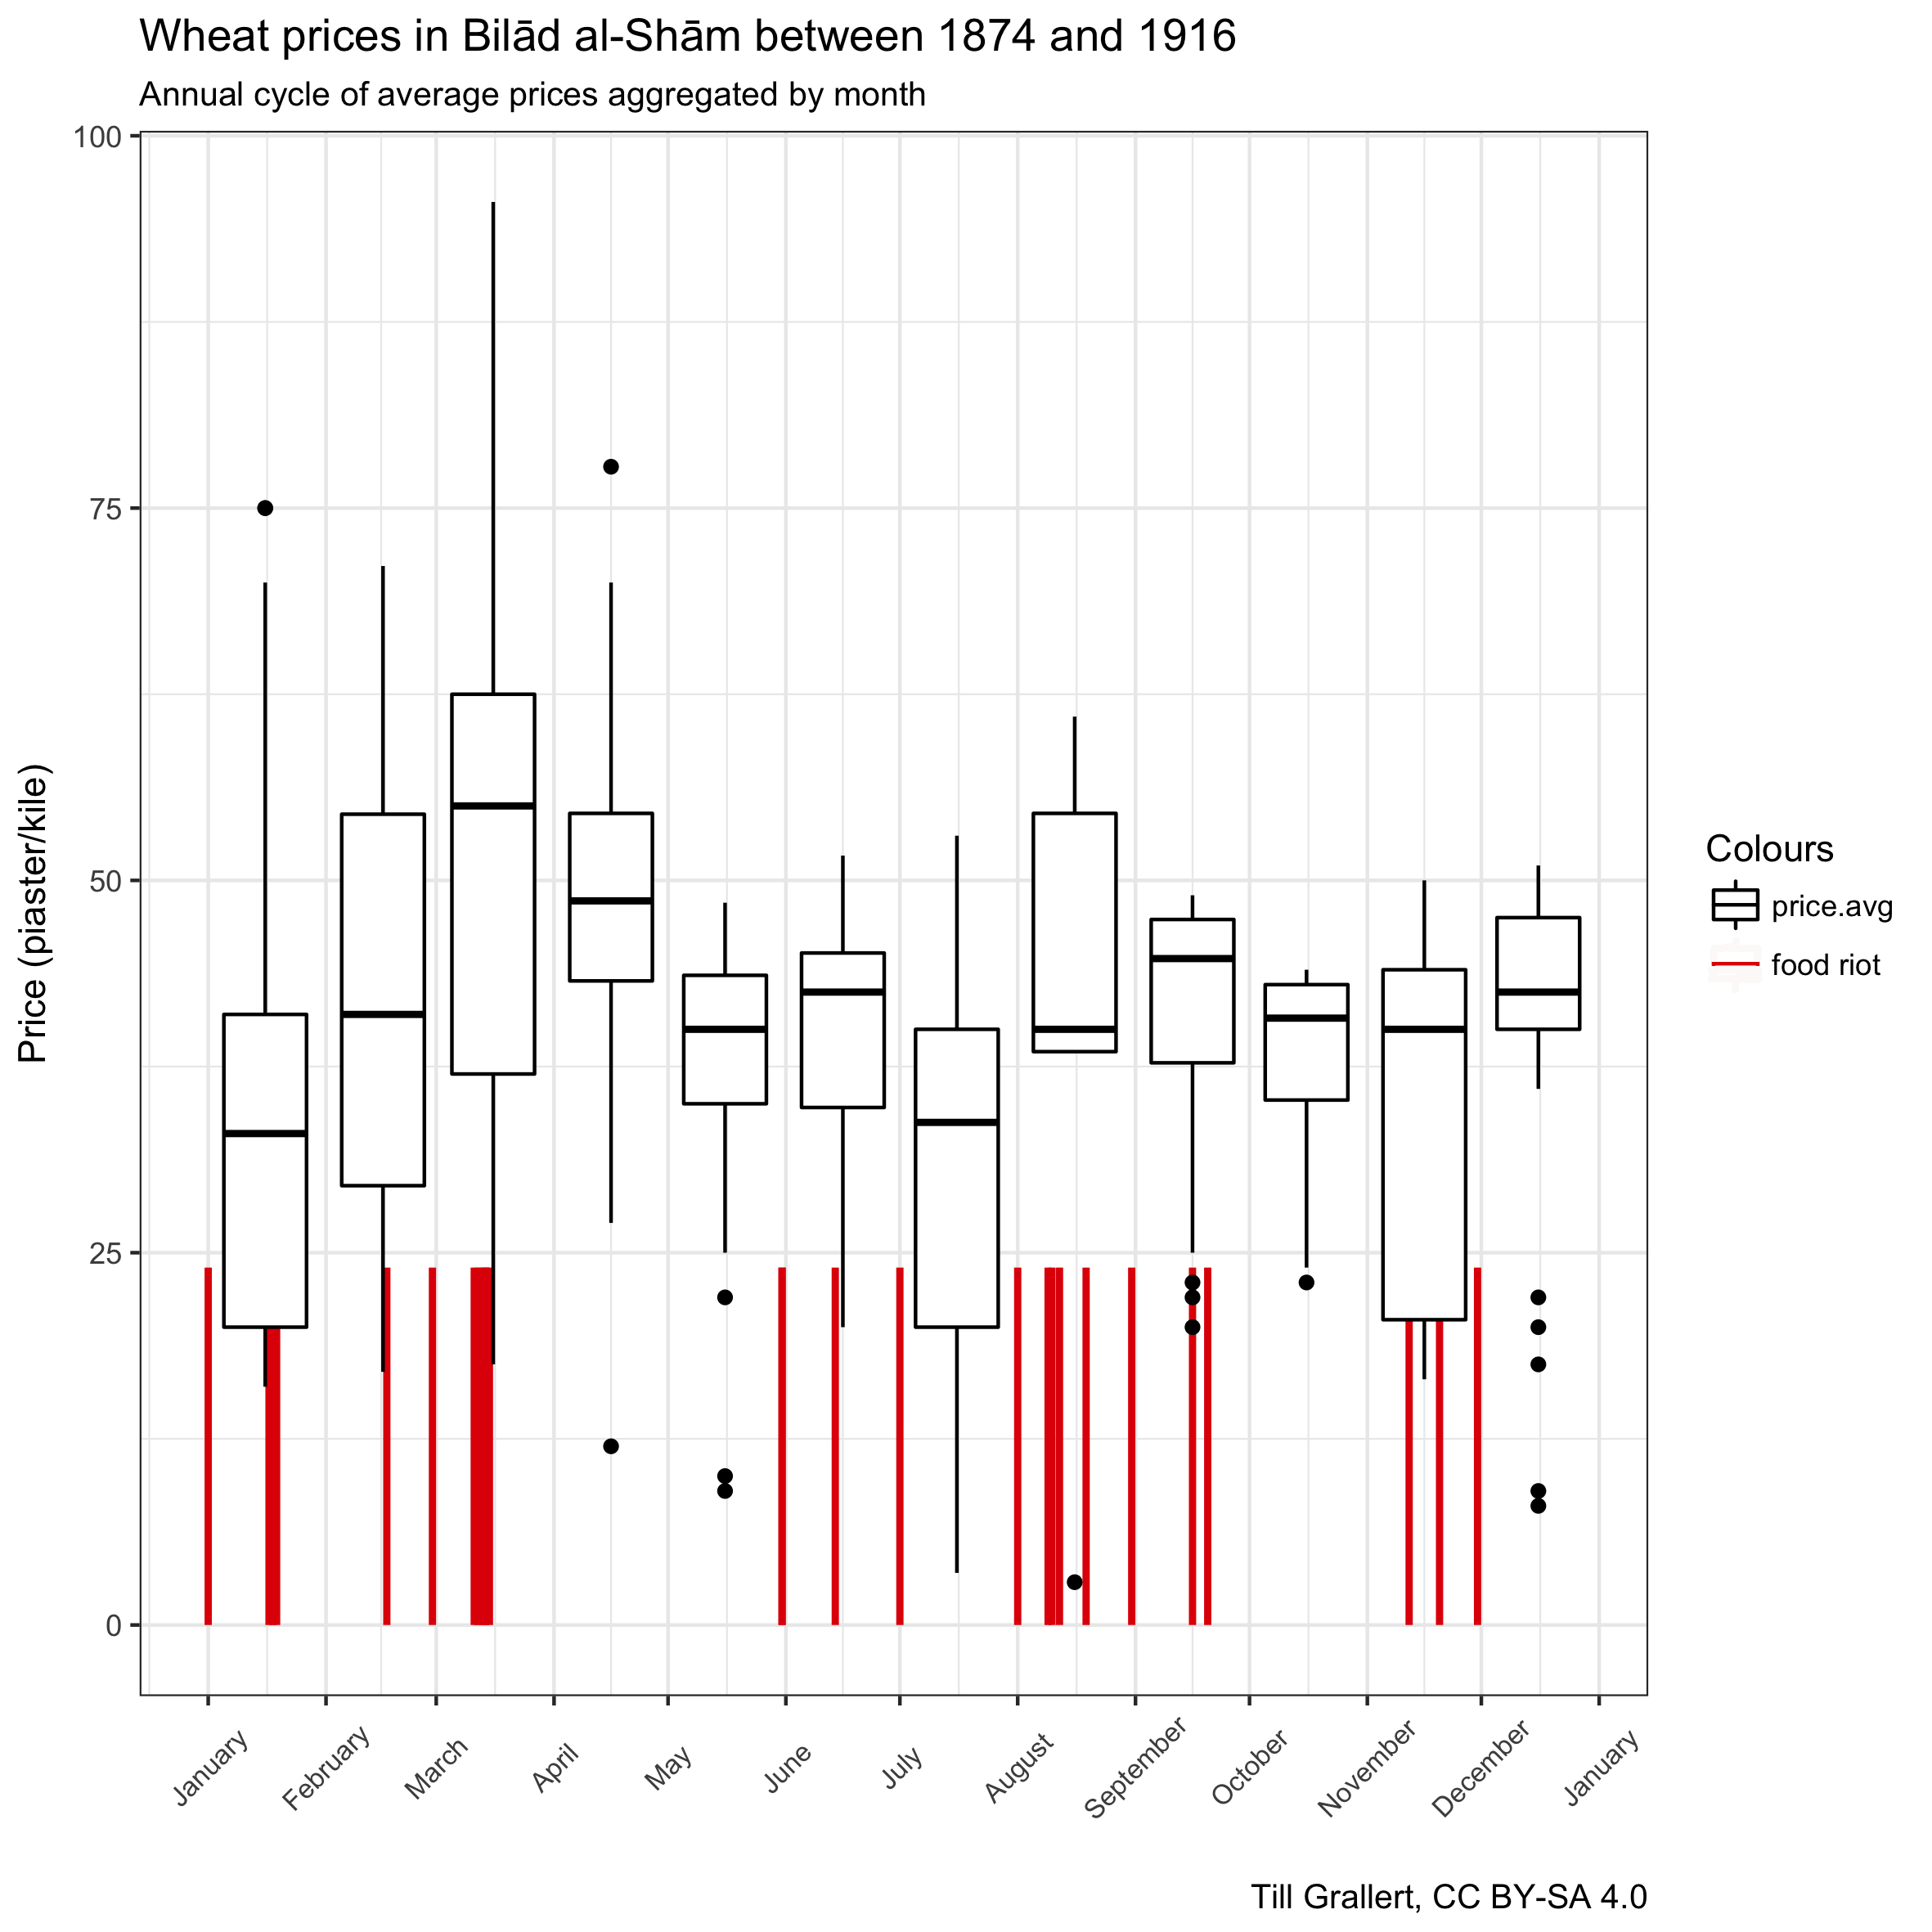 Wheat prices in Bilād al-Shām between 1874 and 1916
Annual cycle of average prices aggregated by month
100
75
50
25
0
Price (piaster/kile)
January
February
March
April
May
June
July
August
September
October
November
December
January
Colours
price.avg
food riot
Till Grallert, CC BY-SA 4.0